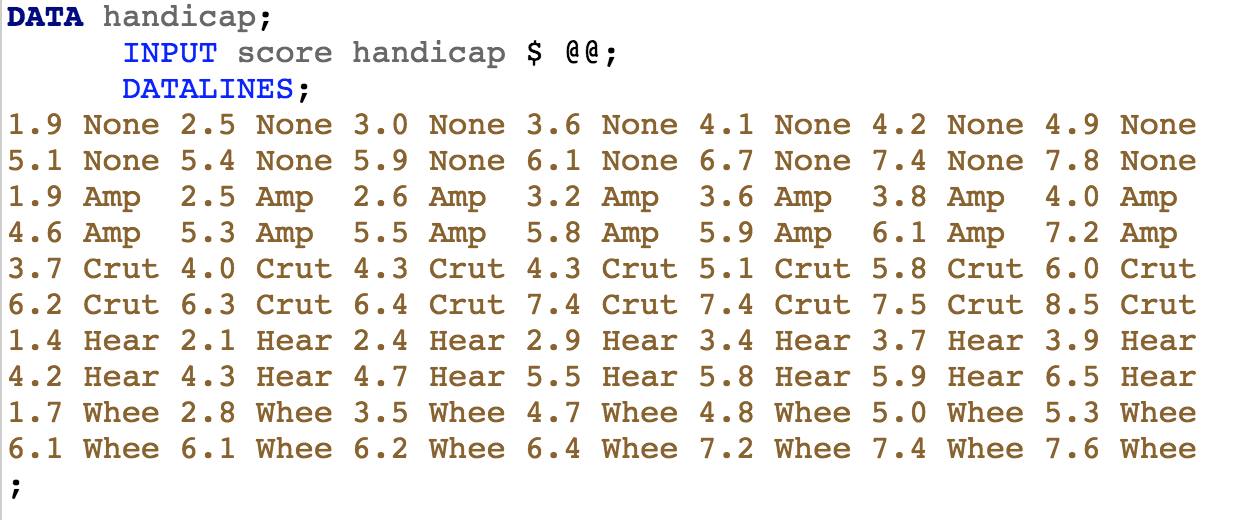 DATA handicap;
INPUT score handicap $ @@;
DATALINES;
1.9 None 2.5 None 3.0 None 3.6 None 4.1 None 4.2 None 4.9 None
5.1 None 5.4 None 5.9 None 6.1 None 6.7 None 7.4 None 7.8 None
1.9 Amp 2.5 Amp 2.6 Amp 3.2 Amp 3.6 Amp 3.8 Amp 4.0 Amp
4.6 Amp 5.3 Amp 5.5 Amp 5.8 Amp 5.9 Amp 6.1 Amp 7.2 Amp
3.7 Crut 4.0 Crut 4.3 Crut 4.3 Crut 5.1 Crut 5.8 Crut 6.0 Crut
6.2 Crut 6.3 Crut 6.4 Crut 7.4 Crut 7.4 Crut 7.5 Crut 8.5 Crut
1.4 Hear 2.1 Hear 2.4 Hear 2.9 Hear 3.4 Hear 3.7 Hear 3.9 Hear
4.2 Hear 4.3 Hear 4.7 Hear 5.5 Hear 5.8 Hear 5.9 Hear 6.5 Hear
1.7 Whee 2.8 Whee 3.5 Whee 4.7 Whee 4.8 Whee 5.0 Whee 5.3 Whee
6.1 Whee 6.1 Whee 6.2 Whee 6.4 Whee 7.2 Whee 7.4 Whee 7.6 Whee
;